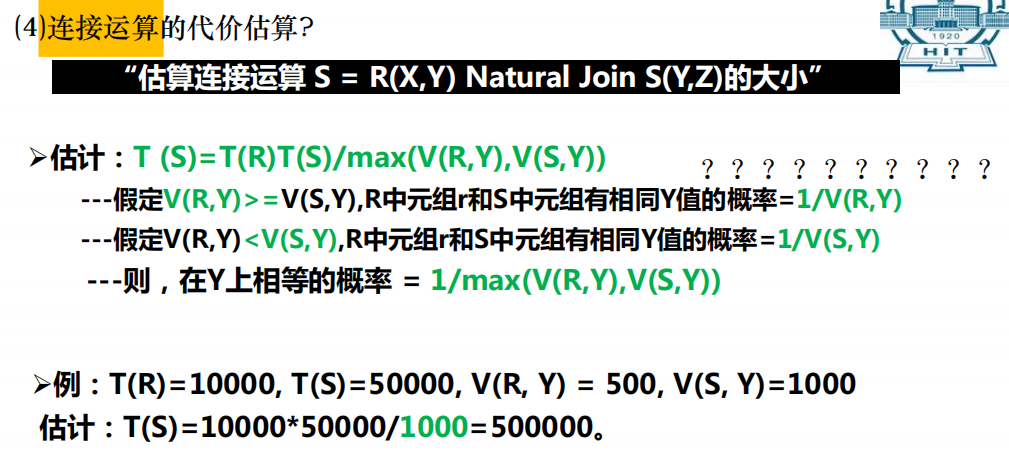 (4)连接运算的代价估算?
1920
HIT
“估算连接运算 S = R(X,Y) Natural Join S(Y,Z)的大小”
➢估计：T (S)=T(R)T(S)/max(V(R,Y),V(S,Y)) ？？？？？？？？？？
---假定V(R,Y)>=V(S,Y),R中元组r和S中元组有相同Y值的概率=1/V(R,Y)
---假定V(R,Y)<V(S,Y),R中元组r和S中元组有相同Y值的概率=1/V(S,Y)
---则，在Y上相等的概率 = 1/max(V(R,Y),V(S,Y))
➢例：T(R)=10000, T(S)=50000, V(R, Y) = 500, V(S, Y)=1000
估计：T(S)=10000*50000/1000=500000。